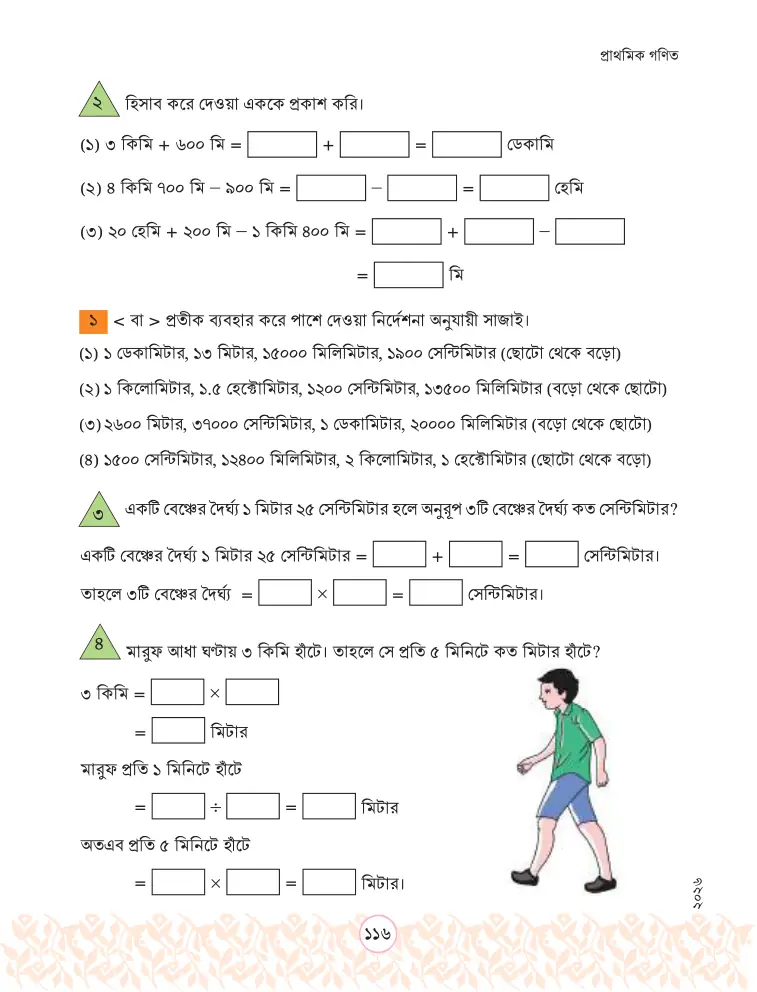 প্রাথমিক গণিত
২ হিসাব করে দেওয়া এককে প্রকাশ করি।
(১) ৩ কিমি + ৬০০ মি = + = ডেকামি
(২) ৪ কিমি ৭০০ মি – ৯০০ মি = – = হেমি
(৩) ২০ হেমি + ২০০ মি – ১ কিমি ৪০০ মি = + –
= মি
১ < বা > প্রতীক ব্যবহার করে পাশে দেওয়া নির্দেশনা অনুযায়ী সাজাই।
(১) ১ ডেকামিটার, ১৩ মিটার, ১৫০০০ মিলিমিটার, ১৯০০ সেন্টিমিটার (ছোটো থেকে বড়ো)
(২) ১ কিলোমিটার, ১.৫ হেক্টোমিটার, ১২০০ সেন্টিমিটার, ১৩৫০০ মিলিমিটার (বড়ো থেকে ছোটো)
(৩) ২৬০০ মিটার, ৩৭০০০ সেন্টিমিটার, ১ ডেকামিটার, ২০০০০ মিলিমিটার (বড়ো থেকে ছোটো)
(৪) ১৫০০ সেন্টিমিটার, ১২৪০০ মিলিমিটার, ২ কিলোমিটার, ১ হেক্টোমিটার (ছোটো থেকে বড়ো)
৩ একটি বেঞ্চের দৈর্ঘ্য ১ মিটার ২৫ সেন্টিমিটার হলে অনুরূপ ৩টি বেঞ্চের দৈর্ঘ্য কত সেন্টিমিটার?
একটি বেঞ্চের দৈর্ঘ্য ১ মিটার ২৫ সেন্টিমিটার = + = সেন্টিমিটার।
তাহলে ৩টি বেঞ্চের দৈর্ঘ্য = × = সেন্টিমিটার।
৪ মারুফ আধা ঘণ্টায় ৩ কিমি হাঁটে। তাহলে সে প্রতি ৫ মিনিটে কত মিটার হাঁটে?
৩ কিমি = ×
= মিটার
মারুফ প্রতি ১ মিনিটে হাঁটে
= ÷ = মিটার
অতএব প্রতি ৫ মিনিটে হাঁটে
= × = মিটার।
২০২৬
১১৬